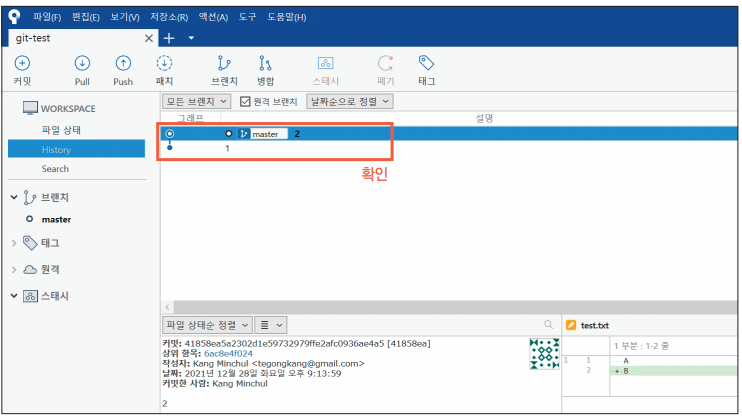 파일(F) 편집(E) 보기(V) 저장소(R) 액션(A) 도구 도움말(H)
git-test
커밋 Pull Push 패치 브랜치 병합 스태시 폐기 태그
WORKSPACE
파일 상태
History
Search
브랜치
master
태그
원격
스태시
모든 브랜치 원격 브랜치 날짜순으로 정렬
그래프 설명
master 2
1
확인
파일 상태순 정렬
커밋: 41858ea5a2302d1e59732979ffe2afc0936ae4a5 [41858ea]
상위 항목: 6ac8e4f024
작성자: Kang Minchul <tegongkang@gmail.com>
날짜: 2021년 12월 28일 화요일 오후 9:13:59
커밋한 사람: Kang Minchul
2
test.txt
1 부분 : 1-2 줄
1 1 A
2 + B